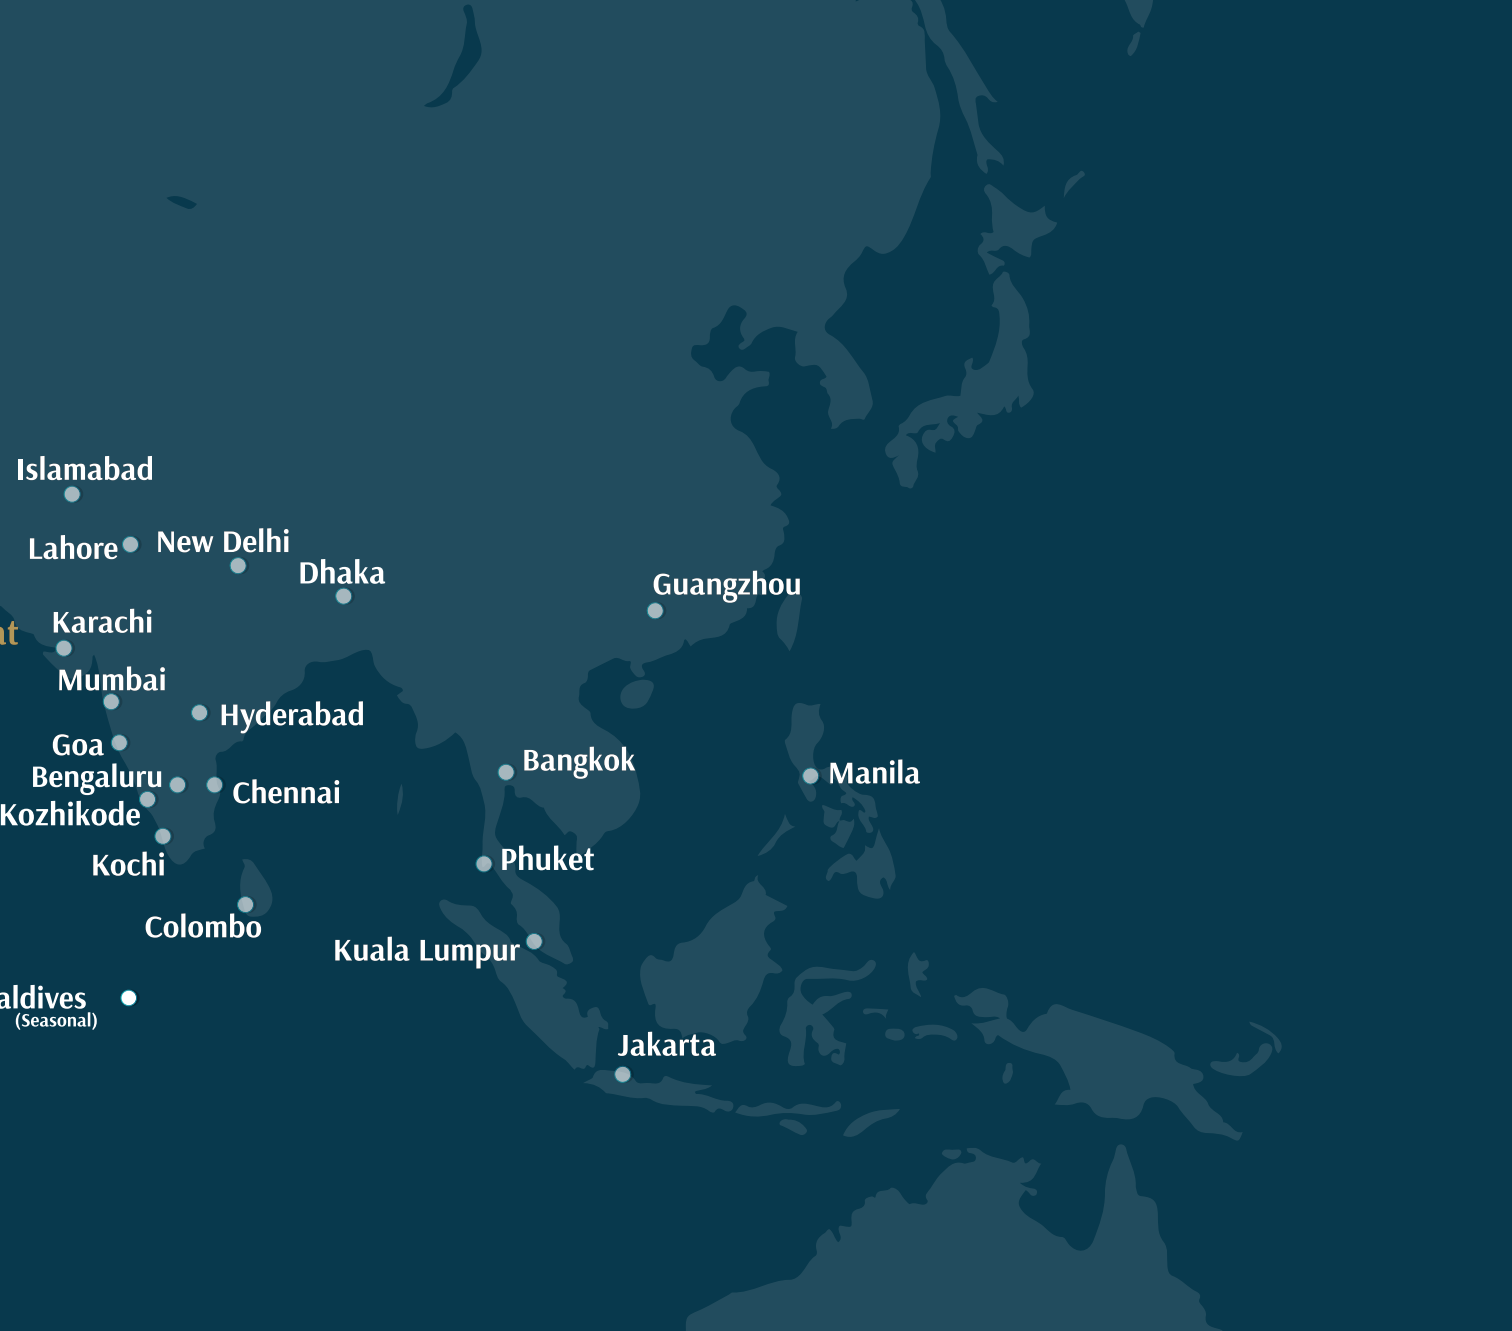 Islamabad
New Delhi
Lahore
Dhaka
Guangzhou
Karachi
at
Mumbai
Hyderabad
Goa
Bangkok
Manila
Bengaluru
Chennai
Kozhikode
Phuket
Kochi
Colombo
Kuala Lumpur
aldives
(Seasonal)
Jakarta